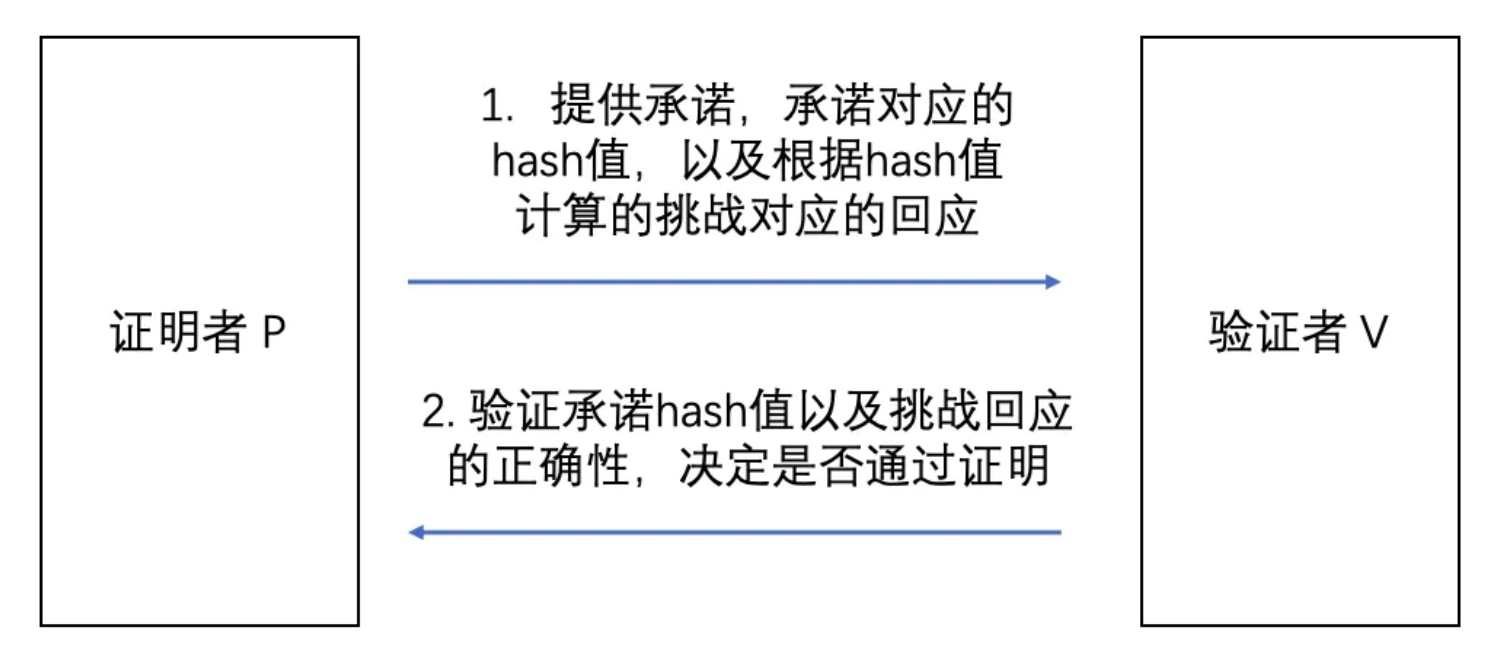 证明者 P
1. 提供承诺，承诺对应的
hash值，以及根据hash值
计算的挑战对应的回应
2. 验证承诺hash值以及挑战回应
的正确性，决定是否通过证明
验证者 V